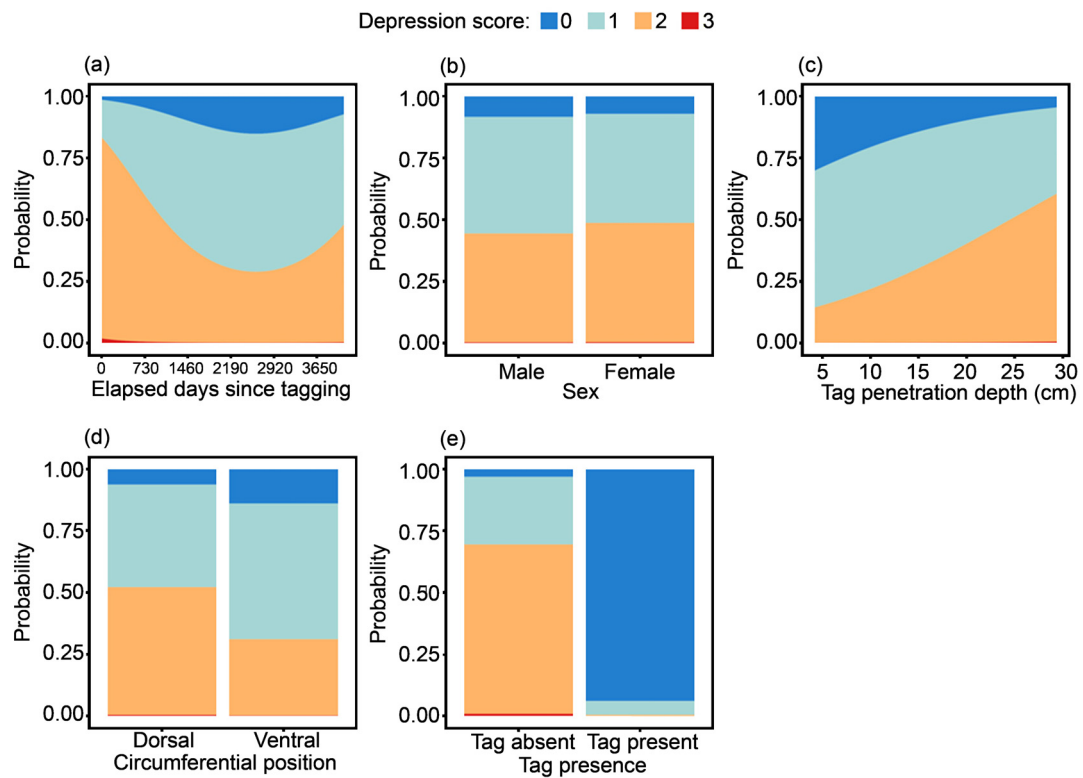 Depression score: 0 1 2 3
(a)
1.00
0.75
0.50
0.25
0.00
Probability
0 730 1460 2190 2920 3650
Elapsed days since tagging
(b)
1.00
0.75
0.50
0.25
0.00
Probability
Male Female
Sex
(c)
1.00
0.75
0.50
0.25
0.00
Probability
5 10 15 20 25 30
Tag penetration depth (cm)
(d)
1.00
0.75
0.50
0.25
0.00
Probability
Dorsal Ventral
Circumferential position
(e)
1.00
0.75
0.50
0.25
0.00
Probability
Tag absent Tag present
Tag presence